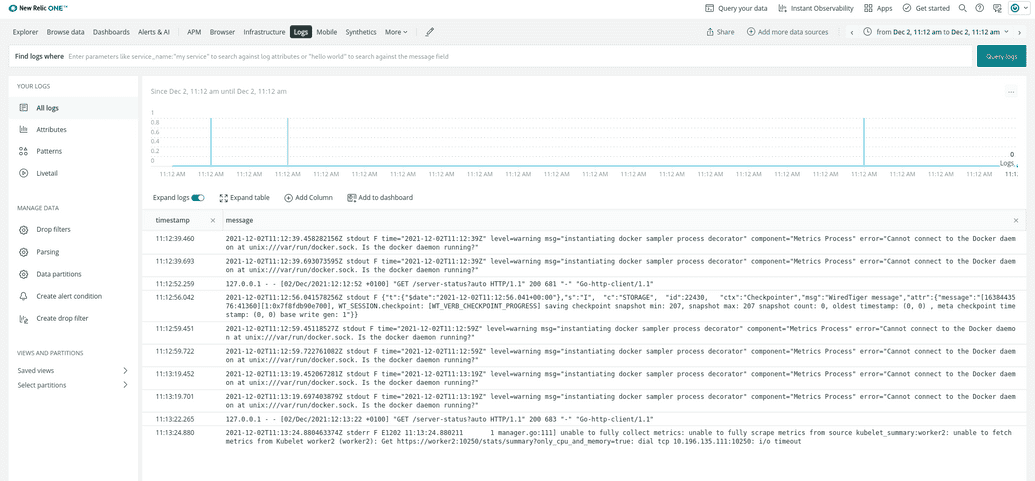 New Relic ONE™
Query your data
Instant Observability
Apps
Get started
Explorer
Browse data
Dashboards
Alerts & AI
APM
Browser
Infrastructure
Logs
Mobile
Synthetics
More
Share
Add more data sources
from Dec 2, 11:12 am to Dec 2, 11:12 am
Find logs where
Enter parameters like service_name:"my service" to search against log attributes or "hello world" to search against the message field
Query logs
YOUR LOGS
All logs
Attributes
Patterns
Livetail
MANAGE DATA
Drop filters
Parsing
Data partitions
Create alert condition
Create drop filter
VIEWS AND PARTITIONS
Saved views
Select partitions
Since Dec 2, 11:12 am until Dec 2, 11:12 am
...
1
0.8
0.6
0.4
0.2
0
0
Logs
11:12 AM 11:12 AM 11:12 AM 11:12 AM 11:12 AM 11:12 AM 11:12 AM 11:12 AM 11:12 AM 11:12 AM 11:12 AM 11:12 AM 11:12 AM 11:12 AM 11:12 AM 11:12 AM 11:12 AM 11:12 AM 11:12 AM 11:12 AM 11:12 AM 11:1.
Expand logs
Expand table
Add Column
Add to dashboard
timestamp
message
11:12:39.460 2021-12-02T11:12:39.458282156Z stdout F time="2021-12-02T11:12:39Z" level=warning msg="instantiating docker sampler process decorator" component="Metrics Process" error="Cannot connect to the Docker daem
on at unix:///var/run/docker.sock. Is the docker daemon running?"
11:12:39.693 2021-12-02T11:12:39.693073595Z stdout F time="2021-12-02T11:12:39Z" level=warning msg="instantiating docker sampler process decorator" component="Metrics Process" error="Cannot connect to the Docker daem
on at unix:///var/run/docker.sock. Is the docker daemon running?"
11:12:52.259 127.0.0.1 - - [02/Dec/2021:12:12:52 +0100] "GET /server-status?auto HTTP/1.1" 200 681 "-" "Go-http-client/1.1"
11:12:56.042 2021-12-02T11:12:56.041578256Z stdout F {"t":{"$date":"2021-12-02T11:12:56.041+00:00"},"s":"I", "c":"STORAGE", "id":22430, "ctx":"Checkpointer","msg":"WiredTiger message","attr":{"message":"[16384435
76:41360][1:0x7f8fdb90e700], WT_SESSION.checkpoint: [WT_VERB_CHECKPOINT_PROGRESS] saving checkpoint snapshot min: 207, snapshot max: 207 snapshot count: 0, oldest timestamp: (0, 0) , meta checkpoint time
stamp: (0, 0) base write gen: 1"}}
11:12:59.451 2021-12-02T11:12:59.45118527Z stdout F time="2021-12-02T11:12:59Z" level=warning msg="instantiating docker sampler process decorator" component="Metrics Process" error="Cannot connect to the Docker daemo
n at unix:///var/run/docker.sock. Is the docker daemon running?"
11:12:59.722 2021-12-02T11:12:59.722761082Z stdout F time="2021-12-02T11:12:59Z" level=warning msg="instantiating docker sampler process decorator" component="Metrics Process" error="Cannot connect to the Docker daem
on at unix:///var/run/docker.sock. Is the docker daemon running?"
11:13:19.452 2021-12-02T11:13:19.452067281Z stdout F time="2021-12-02T11:13:19Z" level=warning msg="instantiating docker sampler process decorator" component="Metrics Process" error="Cannot connect to the Docker daem
on at unix:///var/run/docker.sock. Is the docker daemon running?"
11:13:19.701 2021-12-02T11:13:19.697403879Z stdout F time="2021-12-02T11:13:19Z" level=warning msg="instantiating docker sampler process decorator" component="Metrics Process" error="Cannot connect to the Docker daem
on at unix:///var/run/docker.sock. Is the docker daemon running?"
11:13:22.265 127.0.0.1 - - [02/Dec/2021:12:13:22 +0100] "GET /server-status?auto HTTP/1.1" 200 683 "-" "Go-http-client/1.1"
11:13:24.880 2021-12-02T11:13:24.880463374Z stderr F E1202 11:13:24.880211 1 manager.go:111] unable to fully collect metrics: unable to fully scrape metrics from source kubelet_summary:worker2: unable to fetch
metrics from Kubelet worker2 (worker2): Get https://worker2:10250/stats/summary?only_cpu_and_memory=true: dial tcp 10.196.135.111:10250: i/o timeout